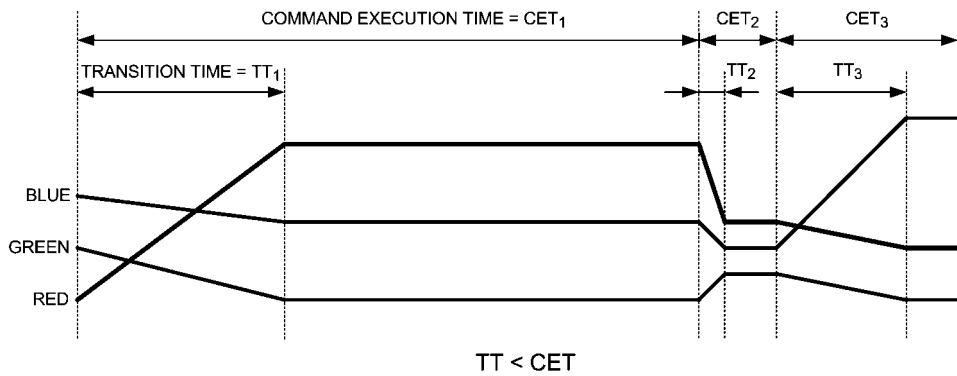 COMMAND EXECUTION TIME = CET₁ CET₂ CET₃
TRANSITION TIME = TT₁ TT₂ TT₃
BLUE
GREEN
RED
TT < CET